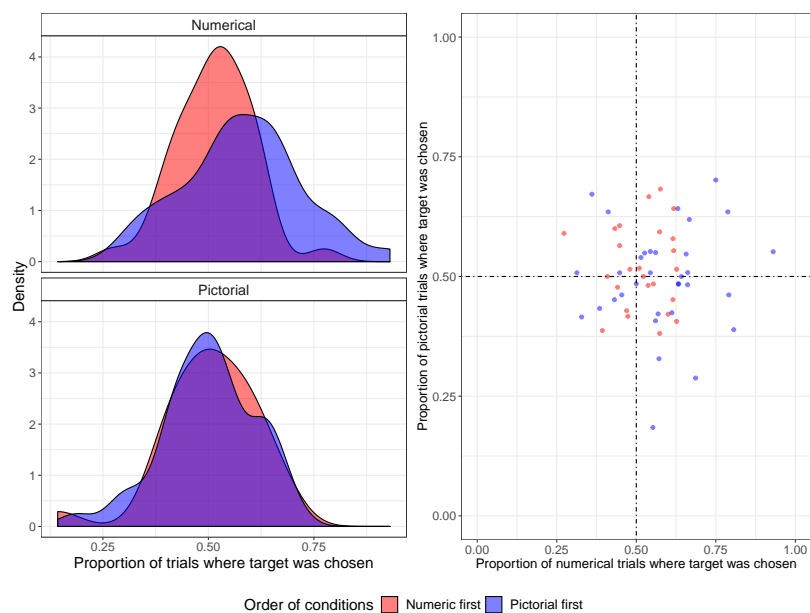 Numerical
4
3
2
1
0
Density
Pictorial
4
3
2
1
0
0.25 0.50 0.75
Proportion of trials where target was chosen
1.00
0.75
0.50
0.25
0.00
Proportion of pictorial trials where target was chosen
0.00 0.25 0.50 0.75 1.00
Proportion of numerical trials where target was chosen
Order of conditions Numeric first Pictorial first